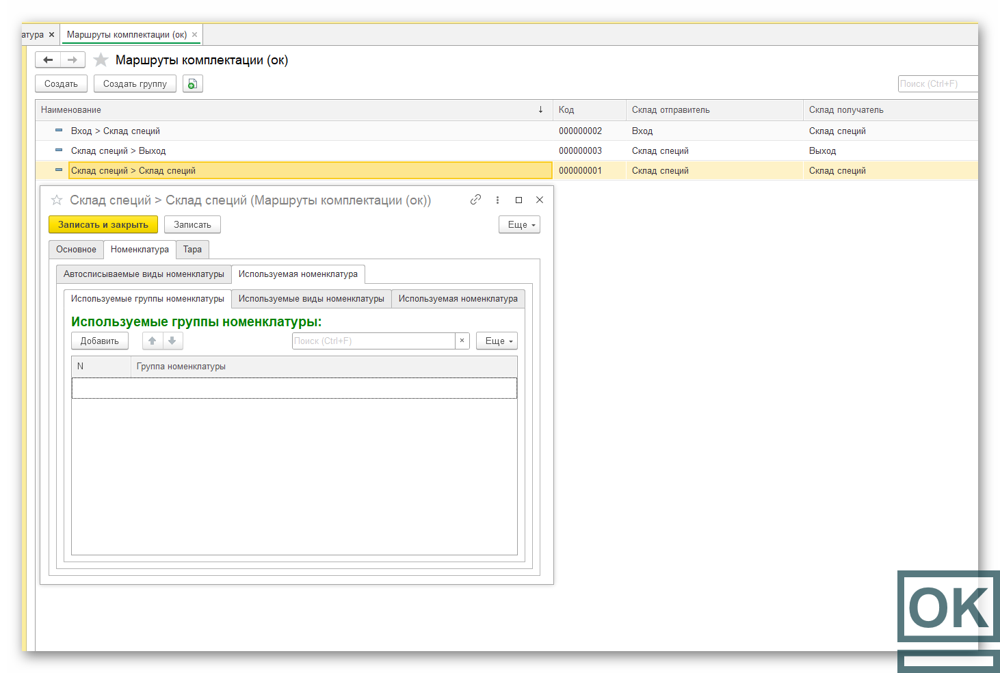 атура × Маршруты комплектации (ок) ×
Маршруты комплектации (ок)
Создать Создать группу Поиск (Ctrl+F)
Наименование ↓ Код Склад отправитель Склад получатель
Вход > Склад специй 000000002 Вход Склад специй
Склад специй > Выход 000000003 Склад специй Выход
Склад специй > Склад специй 000000001 Склад специй Склад специй
Склад специй > Склад специй (Маршруты комплектации (ок))
Записать и закрыть Записать Еще
Основное Номенклатура Тара
Автосписываемые виды номенклатуры Используемая номенклатура
Используемые группы номенклатуры Используемые виды номенклатуры Используемая номенклатура
Используемые группы номенклатуры:
Добавить Поиск (Ctrl+F) × Еще
N Группа номенклатуры
OK